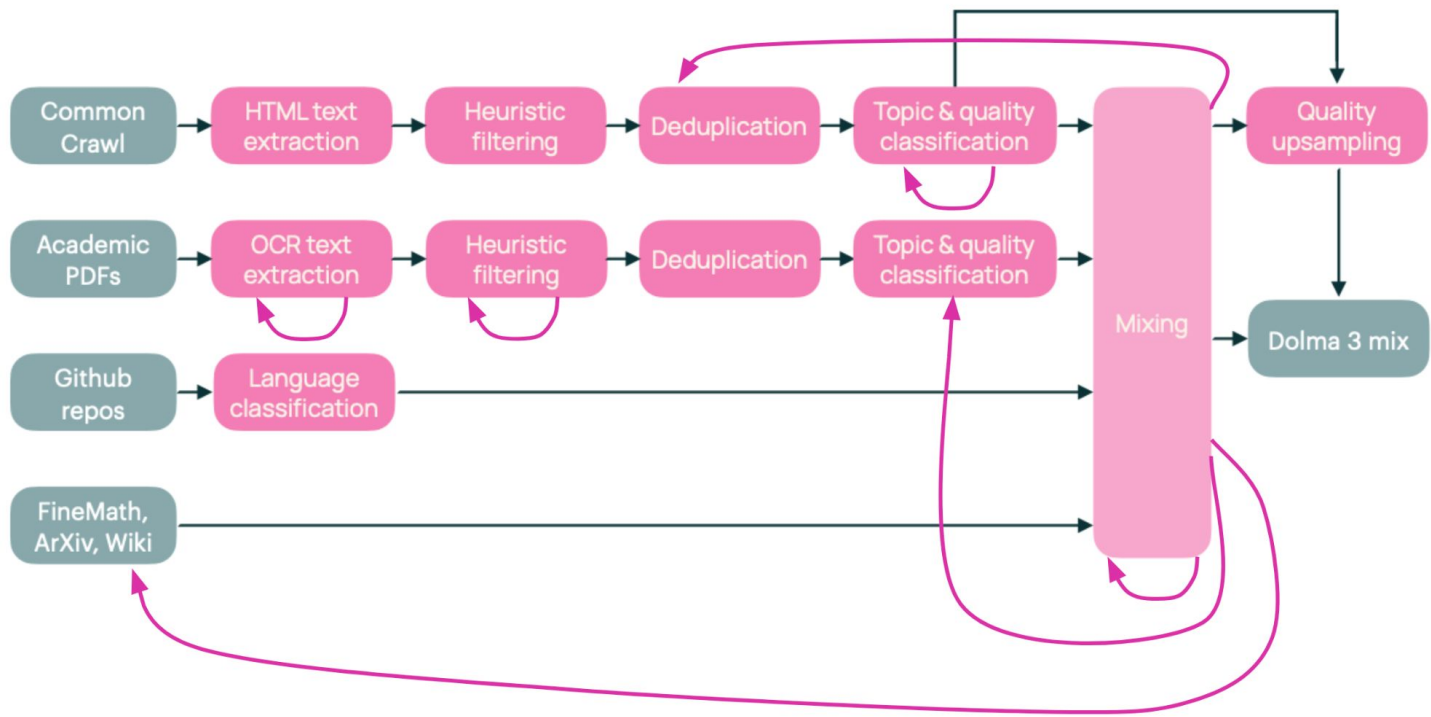 Common
Crawl
HTML text
extraction
Heuristic
filtering
Deduplication
Topic & quality
classification
Quality
upsampling
Academic
PDFs
OCR text
extraction
Heuristic
filtering
Deduplication
Topic & quality
classification
Mixing
Dolma 3 mix
Github
repos
Language
classification
FineMath,
ArXiv, Wiki